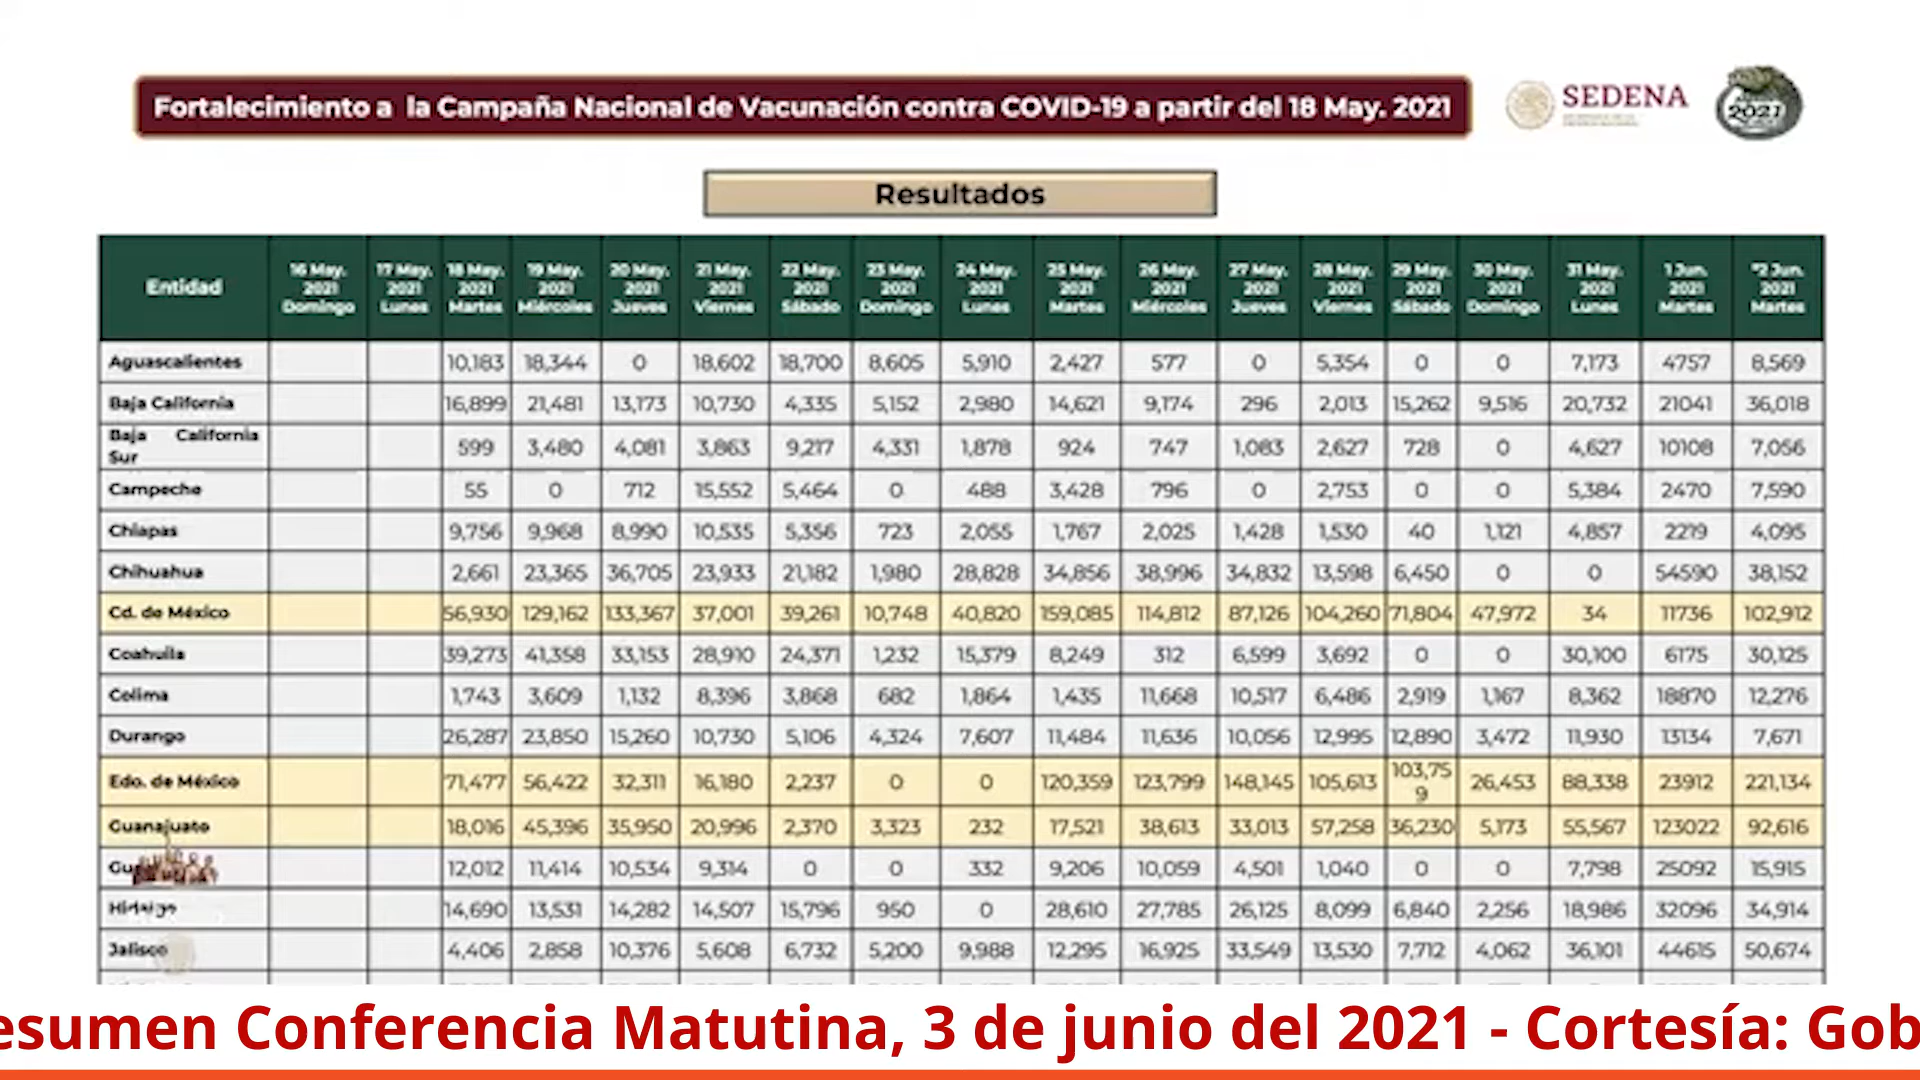 Fortalecimiento a la Campaña Nacional de Vacunación contra COVID-19 a partir del 18 May. 2021
SEDENA
2021
Resultados
Entidad 16 May. 2021 Domingo 17 May. 2021 Lunes 18 May. 2021 Martes 19 May. 2021 Miércoles 20 May. 2021 Jueves 21 May. 2021 Viernes 22 May. 2021 Sábado 23 May. 2021 Domingo 24 May. 2021 Lunes 25 May. 2021 Martes 26 May. 2021 Miércoles 27 May. 2021 Jueves 28 May. 2021 Viernes 29 May. 2021 Sábado 30 May. 2021 Domingo 31 May. 2021 Lunes 1 Jun. 2021 Martes *2 Jun. 2021 Martes
Aguascalientes 10,183 18,344 0 18,602 18,700 8,605 5,910 2,427 577 0 5,354 0 0 7,173 4757 8,569
Baja California 16,899 21,481 13,173 10,730 4,335 5,152 2,980 14,621 9,174 296 2,013 15,262 9,516 20,732 21041 36,018
Baja California Sur 599 3,480 4,081 3,863 9,217 4,331 1,878 924 747 1,083 2,627 728 0 4,627 10108 7,056
Campeche 55 0 712 15,552 5,464 0 488 3,428 796 0 2,753 0 0 5,384 2470 7,590
Chiapas 9,756 9,968 8,990 10,535 5,356 723 2,055 1,767 2,025 1,428 1,530 40 1,121 4,857 2219 4,095
Chihuahua 2,661 23,365 36,705 23,933 21,182 1,980 28,828 34,856 38,996 34,832 13,598 6,450 0 0 54590 38,152
Cd. de México 56,930 129,162 133,367 37,001 39,261 10,748 40,820 159,085 114,812 87,126 104,260 71,804 47,972 34 11736 102,912
Coahuila 39,273 41,358 33,153 28,910 24,371 1,232 15,379 8,249 312 6,599 3,692 0 0 30,100 6175 30,125
Colima 1,743 3,609 1,132 8,396 3,868 682 1,864 1,435 11,668 10,517 6,486 2,919 1,167 8,362 18870 12,276
Durango 26,287 23,850 15,260 10,730 5,106 4,324 7,607 11,484 11,636 10,056 12,995 12,890 3,472 11,930 13134 7,671
Edo. de México 71,477 56,422 32,311 16,180 2,237 0 0 120,359 123,799 148,145 105,613 103,759 26,453 88,338 23912 221,134
Guanajuato 18,016 45,396 35,950 20,996 2,370 3,323 232 17,521 38,613 33,013 57,258 36,230 5,173 55,567 123022 92,616
12,012 11,414 10,534 9,314 0 0 332 9,206 10,059 4,501 1,040 0 0 7,798 25092 15,915
Hidalgo 14,690 13,531 14,282 14,507 15,796 950 0 28,610 27,785 26,125 8,099 6,840 2,256 18,986 32096 34,914
Jalisco 4,406 2,858 10,376 5,608 6,732 5,200 9,988 12,295 16,925 33,549 13,530 7,712 4,062 36,101 44615 50,674
esumen Conferencia Matutina, 3 de junio del 2021 - Cortesía: Gob